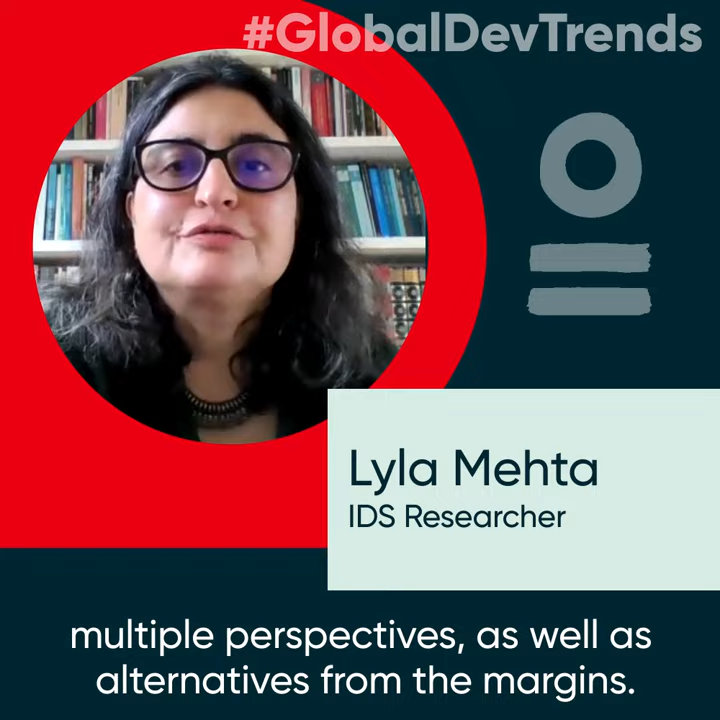 #GlobalDevTrends
Lyla Mehta
IDS Researcher
multiple perspectives, as well as
alternatives from the margins.